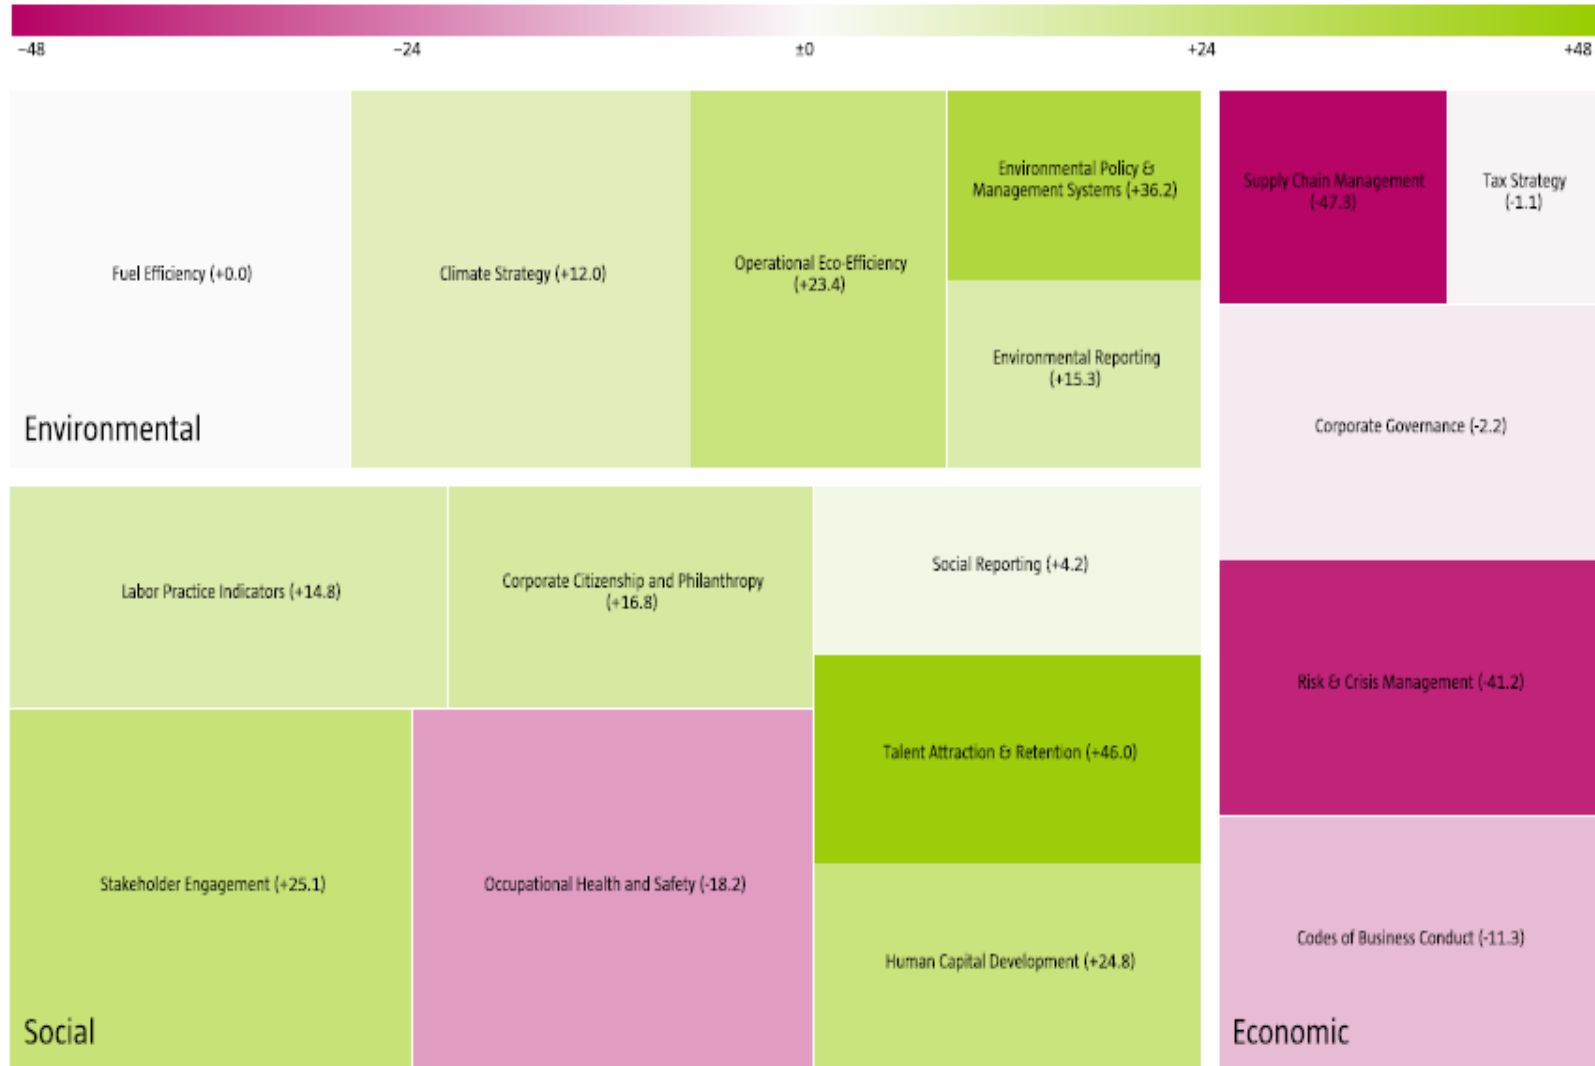 −48 −24 ±0 +24 +48
Fuel Efficiency (+0.0)
Climate Strategy (+12.0)
Operational Eco-Efficiency
(+23.4)
Environmental Policy &
Management Systems (+36.2)
Environmental Reporting
(+15.3)
Environmental
Supply Chain Management
(-47.3)
Tax Strategy
(-1.1)
Corporate Governance (-2.2)
Risk & Crisis Management (-41.2)
Codes of Business Conduct (-11.3)
Economic
Labor Practice Indicators (+14.8)
Corporate Citizenship and Philanthropy
(+16.8)
Social Reporting (+4.2)
Talent Attraction & Retention (+46.0)
Stakeholder Engagement (+25.1)
Occupational Health and Safety (-18.2)
Human Capital Development (+24.8)
Social